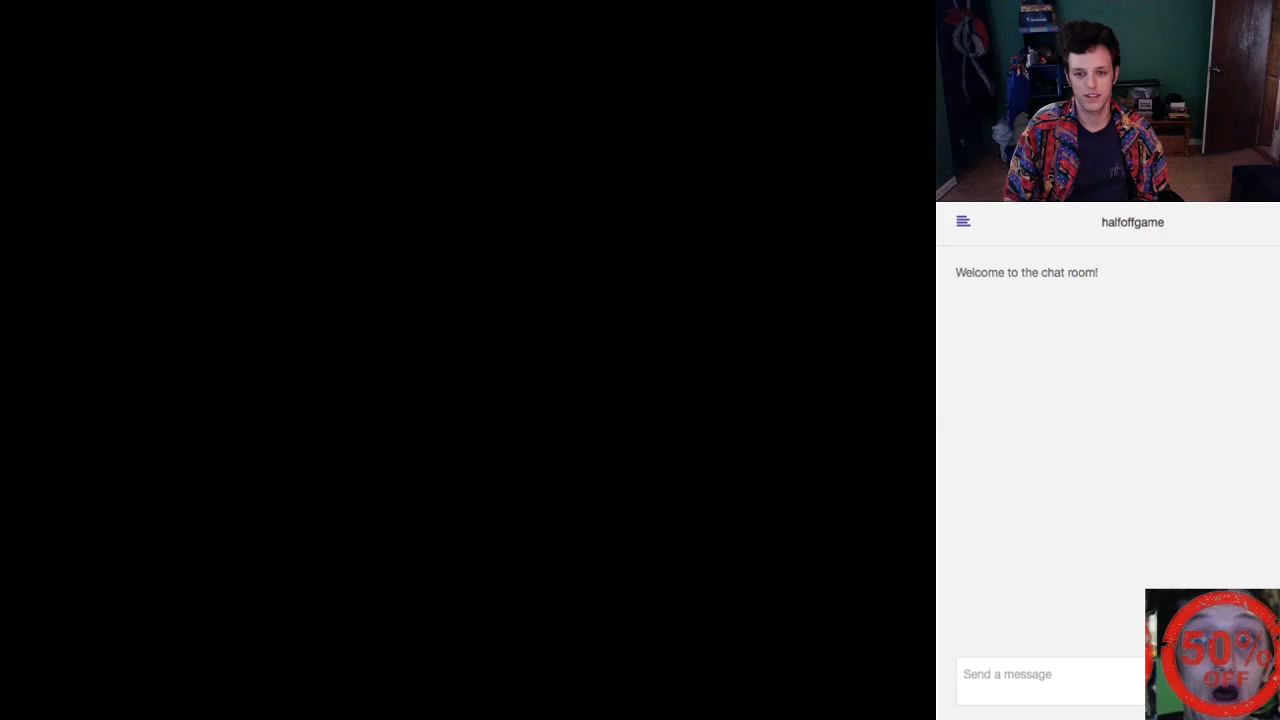 halfoffgame
Welcome to the chat room!
Send a message
50%
OFF